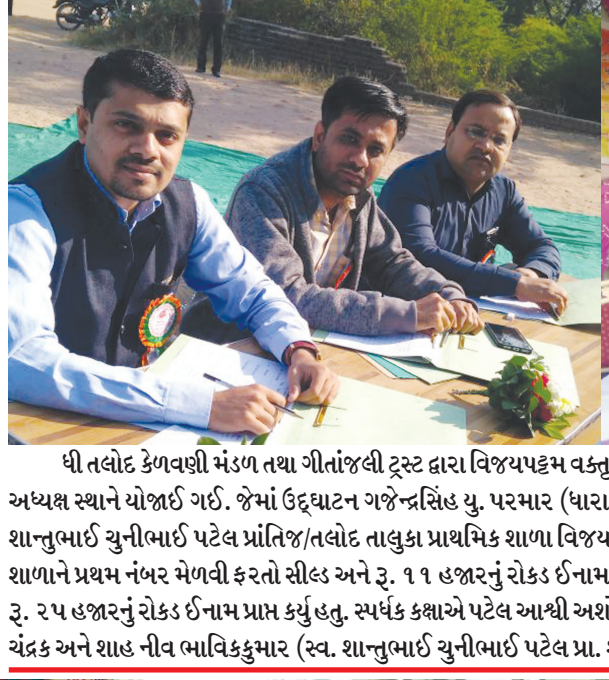 ધી તલોદ કેળવણી મંડળ તથા ગીતાંજલી ટ્રસ્ટ દ્વારા વિજયપટ્ટમ વક્તુ
અધ્યક્ષ સ્થાને યોજાઈ ગઈ. જેમાં ઉદ્ઘાટન ગજેન્દ્રસિંહ યુ. પરમાર (ધારા
શાન્તુભાઈ ચુનીભાઈ પટેલ પ્રાંતિજ/તલોદ તાલુકા પ્રાથમિક શાળા વિજય
શાળાને પ્રથમ નંબર મેળવી ફરતો સીલ્ડ અને રૂ. ૧૧ હજારનું રોકડ ઈનામ
રૂ. ૨૫ હજારનું રોકડ ઈનામ પ્રાપ્ત કર્યુ હતુ. સ્પર્ધક કક્ષાએ પટેલ આશ્વી અશો
ચંદ્રક અને શાહ નીવ ભાવિકકુમાર (સ્વ. શાન્તુભાઈ ચુનીભાઈ પટેલ પ્રા.